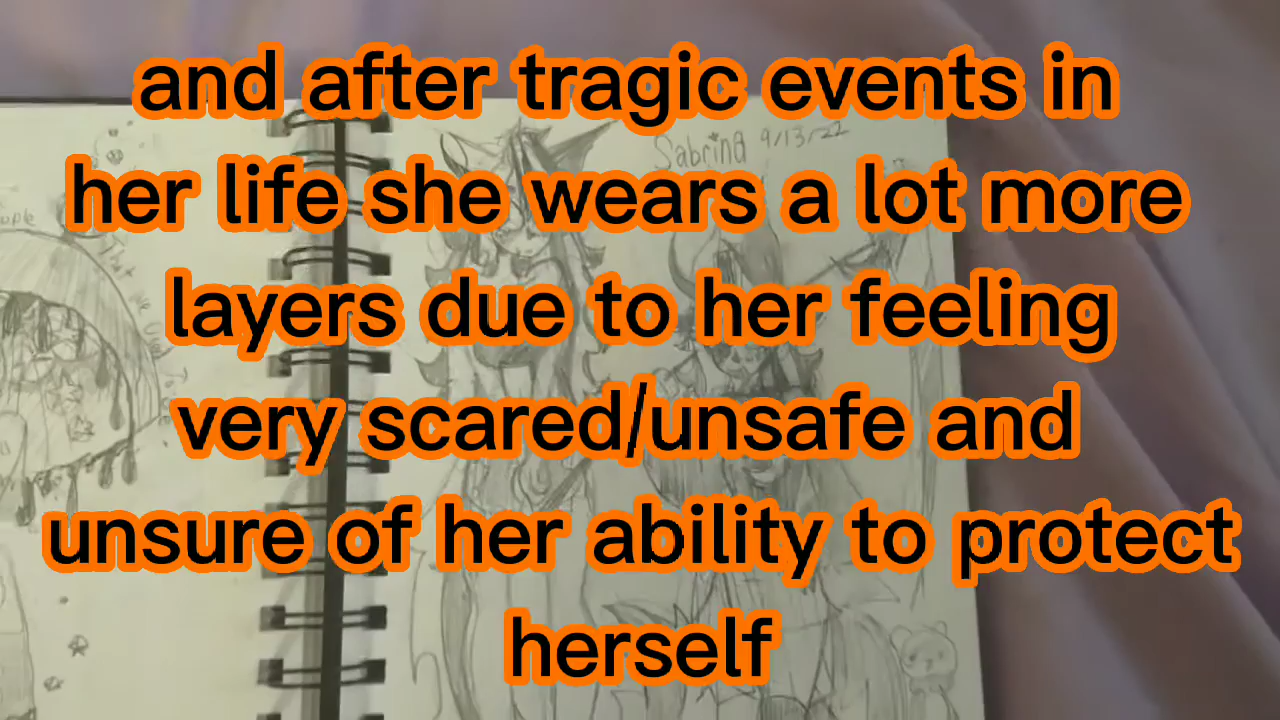 and after tragic events in
her life she wears a lot more
layers due to her feeling
very scared/unsafe and
unsure of her ability to protect
herself
Sabrina 9/13/22